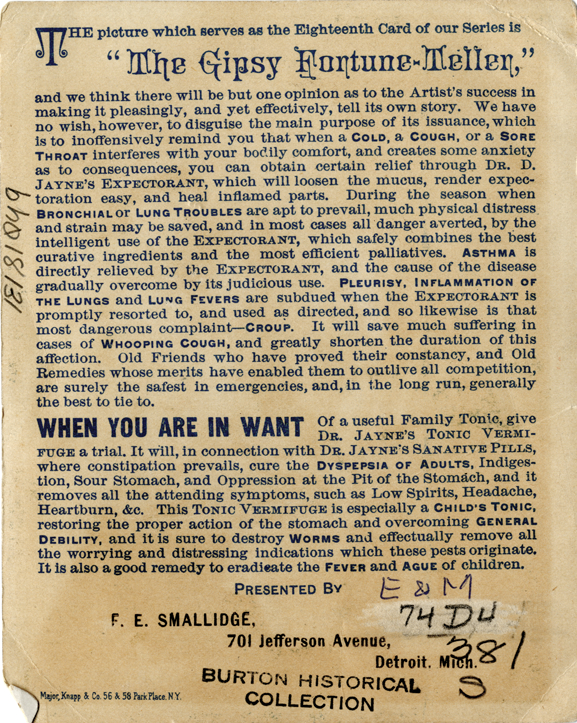 THE picture which serves as the Eighteenth Card of our Series is
"The Gipsy Fortune-Teller,"
and we think there will be but one opinion as to the Artist's success in
making it pleasingly, and yet effectively, tell its own story. We have
no wish, however, to disguise the main purpose of its issuance, which
is to inoffensively remind you that when a COLD, a COUGH, or a SORE
THROAT interferes with your bodily comfort, and creates some anxiety
as to consequences, you can obtain certain relief through DR. D.
JAYNE'S EXPECTORANT, which will loosen the mucus, render expec-
toration easy, and heal inflamed parts. During the season when
BRONCHIAL or LUNG TROUBLES are apt to prevail, much physical distress
and strain may be saved, and in most cases all danger averted, by the
intelligent use of the EXPECTORANT, which safely combines the best
curative ingredients and the most efficient palliatives. ASTHMA is
directly relieved by the EXPECTORANT, and the cause of the disease
gradually overcome by its judicious use. PLEURISY, INFLAMMATION OF
THE LUNGS and LUNG FEVERS are subdued when the EXPECTORANT is
promptly resorted to, and used as directed, and so likewise is that
most dangerous complaint—CROUP. It will save much suffering in
cases of WHOOPING COUGH, and greatly shorten the duration of this
affection. Old Friends who have proved their constancy, and Old
Remedies whose merits have enabled them to outlive all competition,
are surely the safest in emergencies, and, in the long run, generally
the best to tie to.
WHEN YOU ARE IN WANT Of a useful Family Tonic, give
DR. JAYNE'S TONIC VERMI-
FUGE a trial. It will, in connection with DR. JAYNE'S SANATIVE PILLS,
where constipation prevails, cure the DYSPEPSIA OF ADULTS, Indiges-
tion, Sour Stomach, and Oppression at the Pit of the Stomach, and it
removes all the attending symptoms, such as Low Spirits, Headache,
Heartburn, &c. This TONIC VERMIFUGE is especially a CHILD'S TONIC,
restoring the proper action of the stomach and overcoming GENERAL
DEBILITY, and it is sure to destroy WORMS and effectually remove all
the worrying and distressing indications which these pests originate.
It is also a good remedy to eradicate the FEVER and AGUE of children.
PRESENTED BY
E & M
74 D4
381
S
F. E. SMALLIDGE,
701 Jefferson Avenue,
Detroit. Mich.
BURTON HISTORICAL
COLLECTION
Major, Knapp & Co. 56 & 58 Park Place. N.Y.